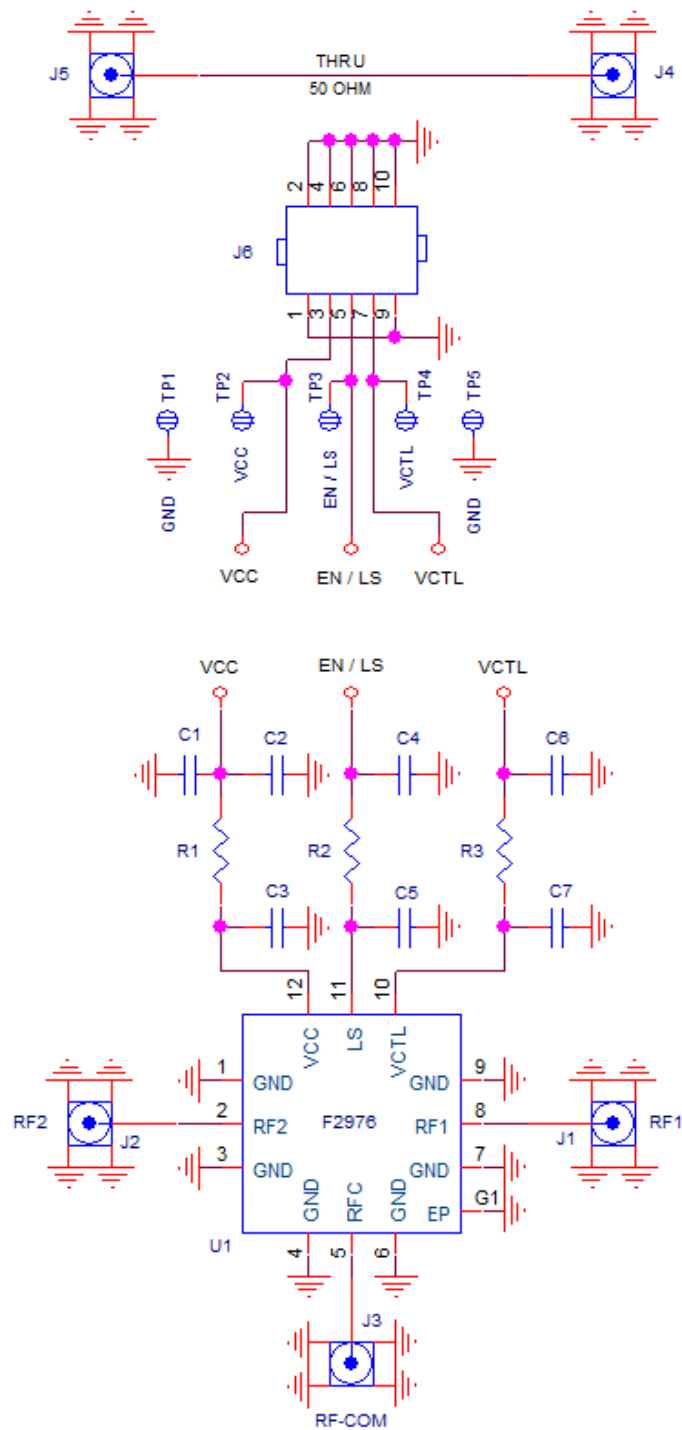 THRU
J5
J4
50 OHM
2
4
6
8
10
J6
1
3
5
7
9
TP1
TP2
TP3
TP4
TP5
GND
VCC
EN / LS
VCTL
GND
VCC
EN / LS
VCTL
VCC
EN / LS
VCTL
C1
C2
C4
C6
R1
R2
R3
C3
C5
C7
12
11
10
VCC
LS
VCTL
1
GND
GND
9
RF2
2
RF2
F2976
RF1
8
RF1
J2
J1
3
GND
GND
7
GND
RFC
GND
EP
G1
U1
4
5
6
J3
RF-COM